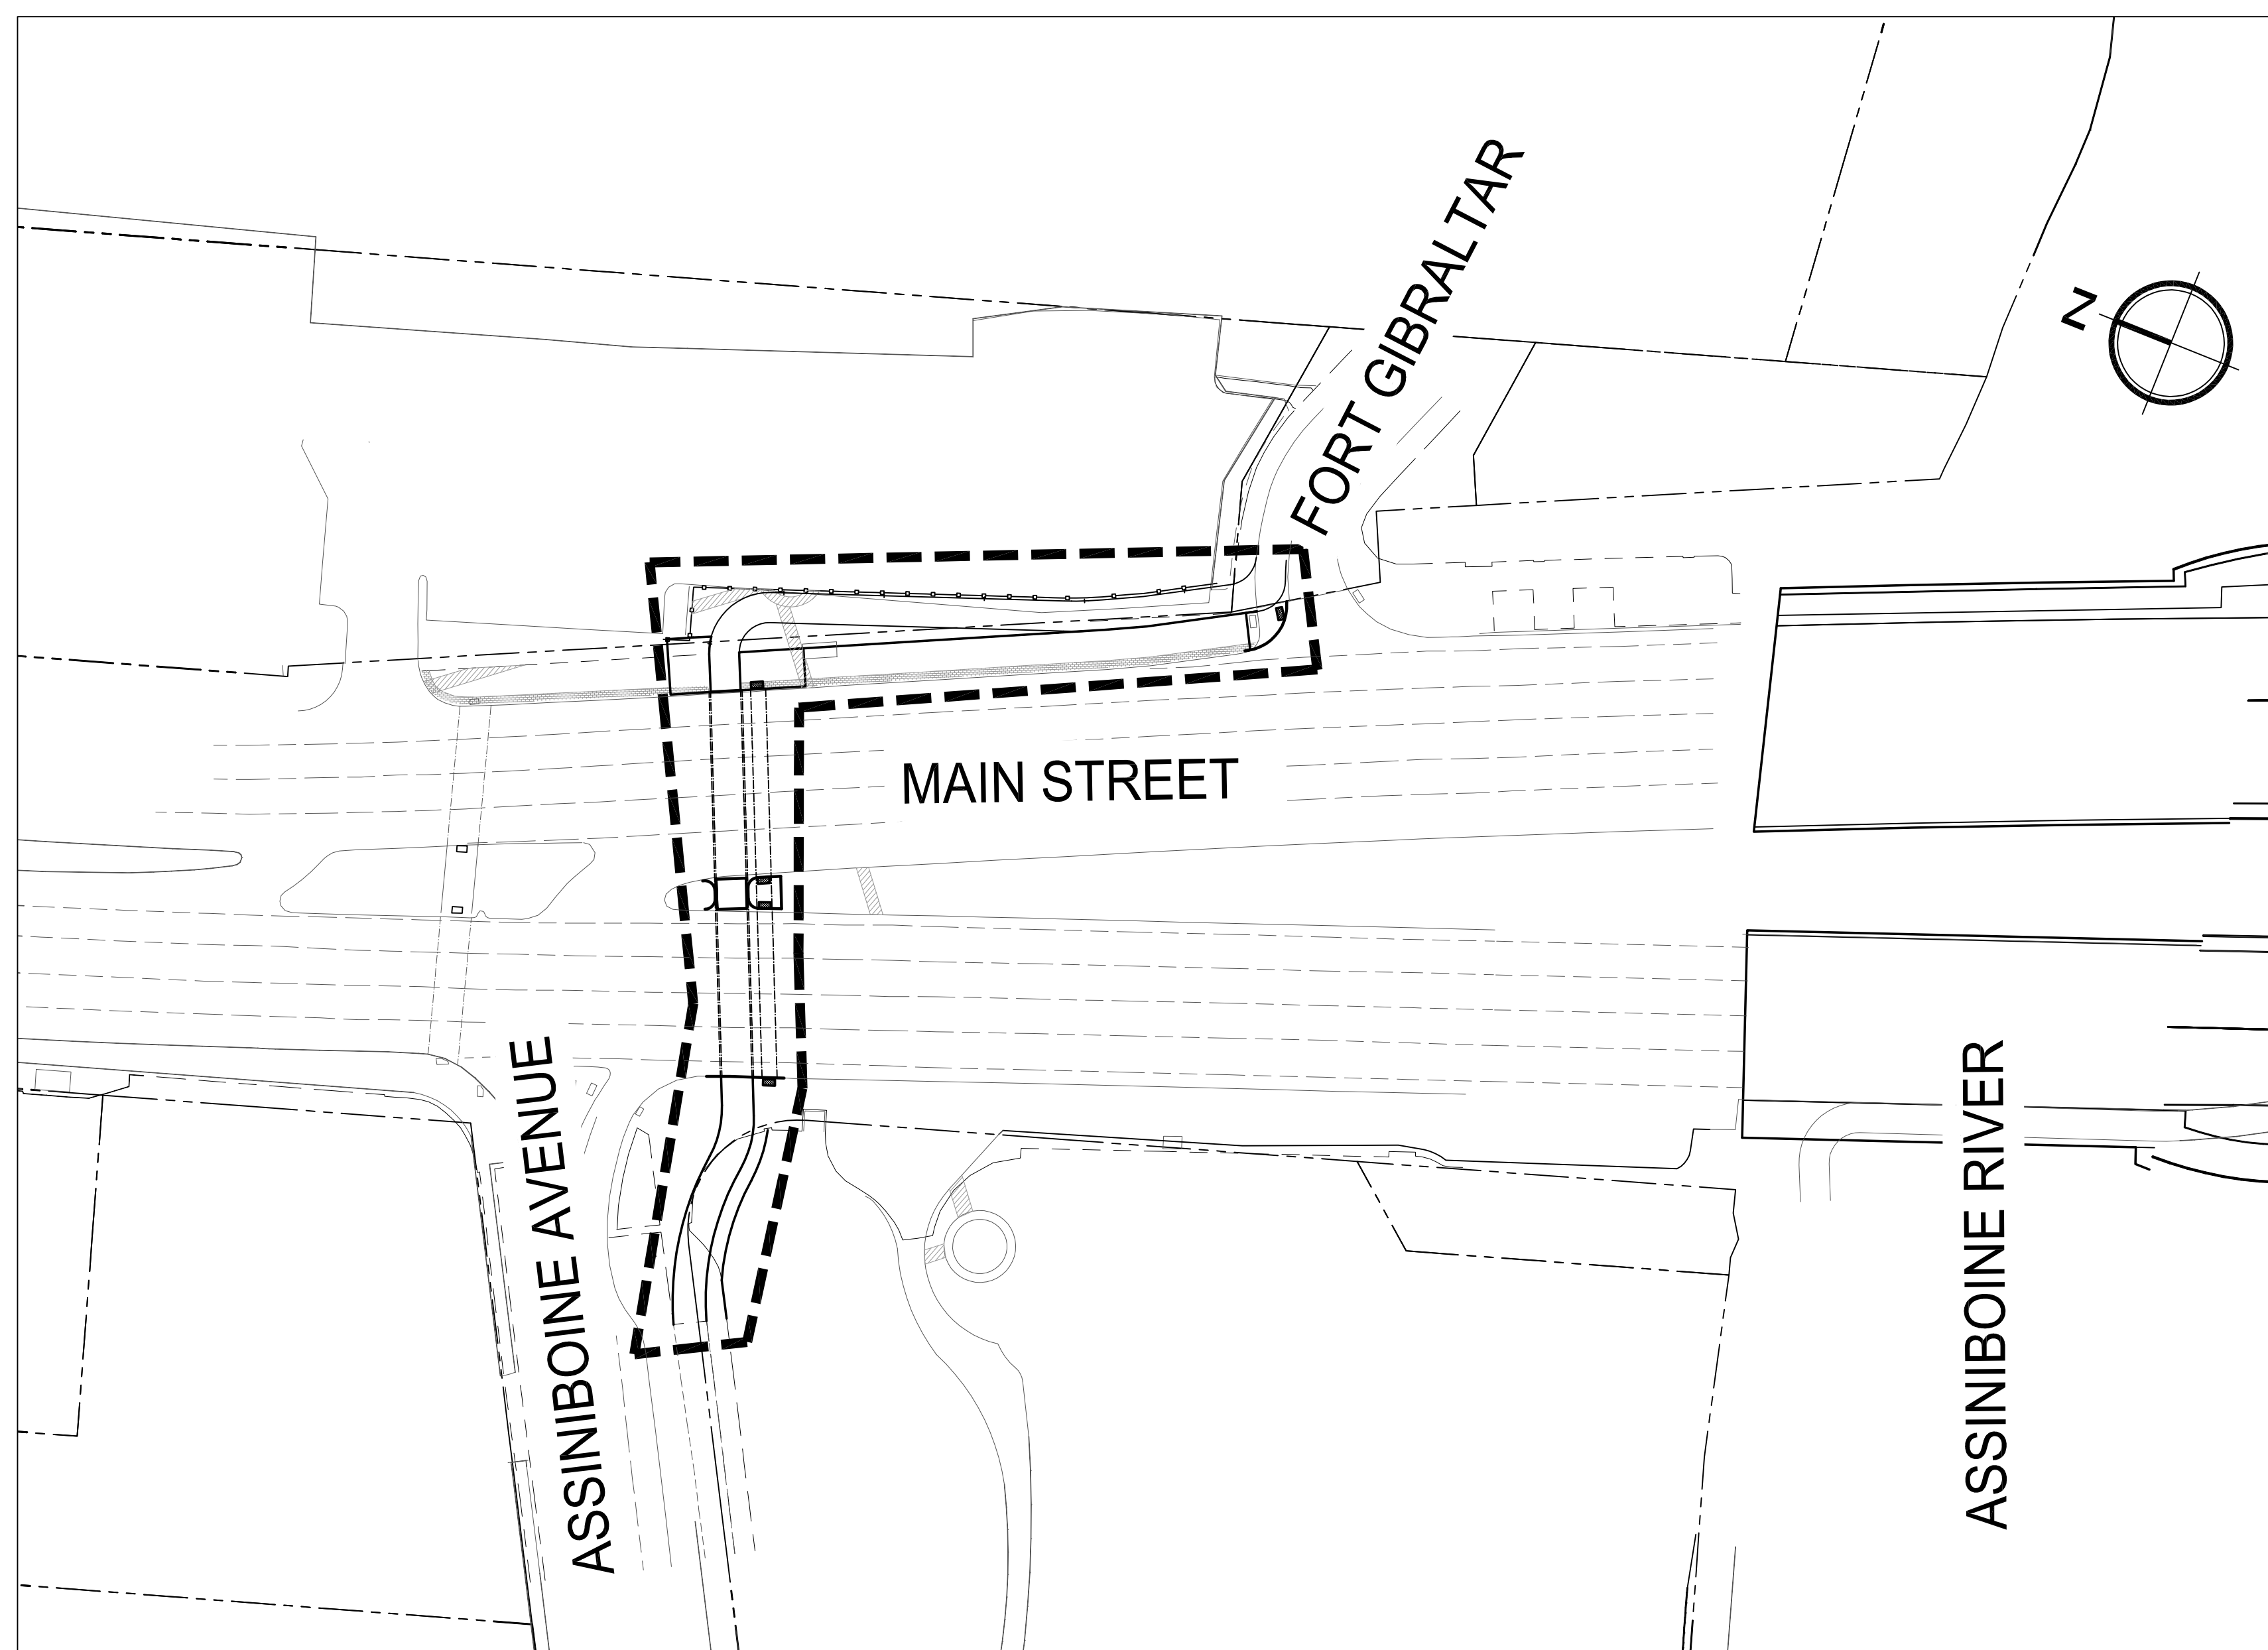 FORT GIBRALTAR
N
MAIN STREET
ASSINIBOINE AVENUE
ASSINIBOINE RIVER